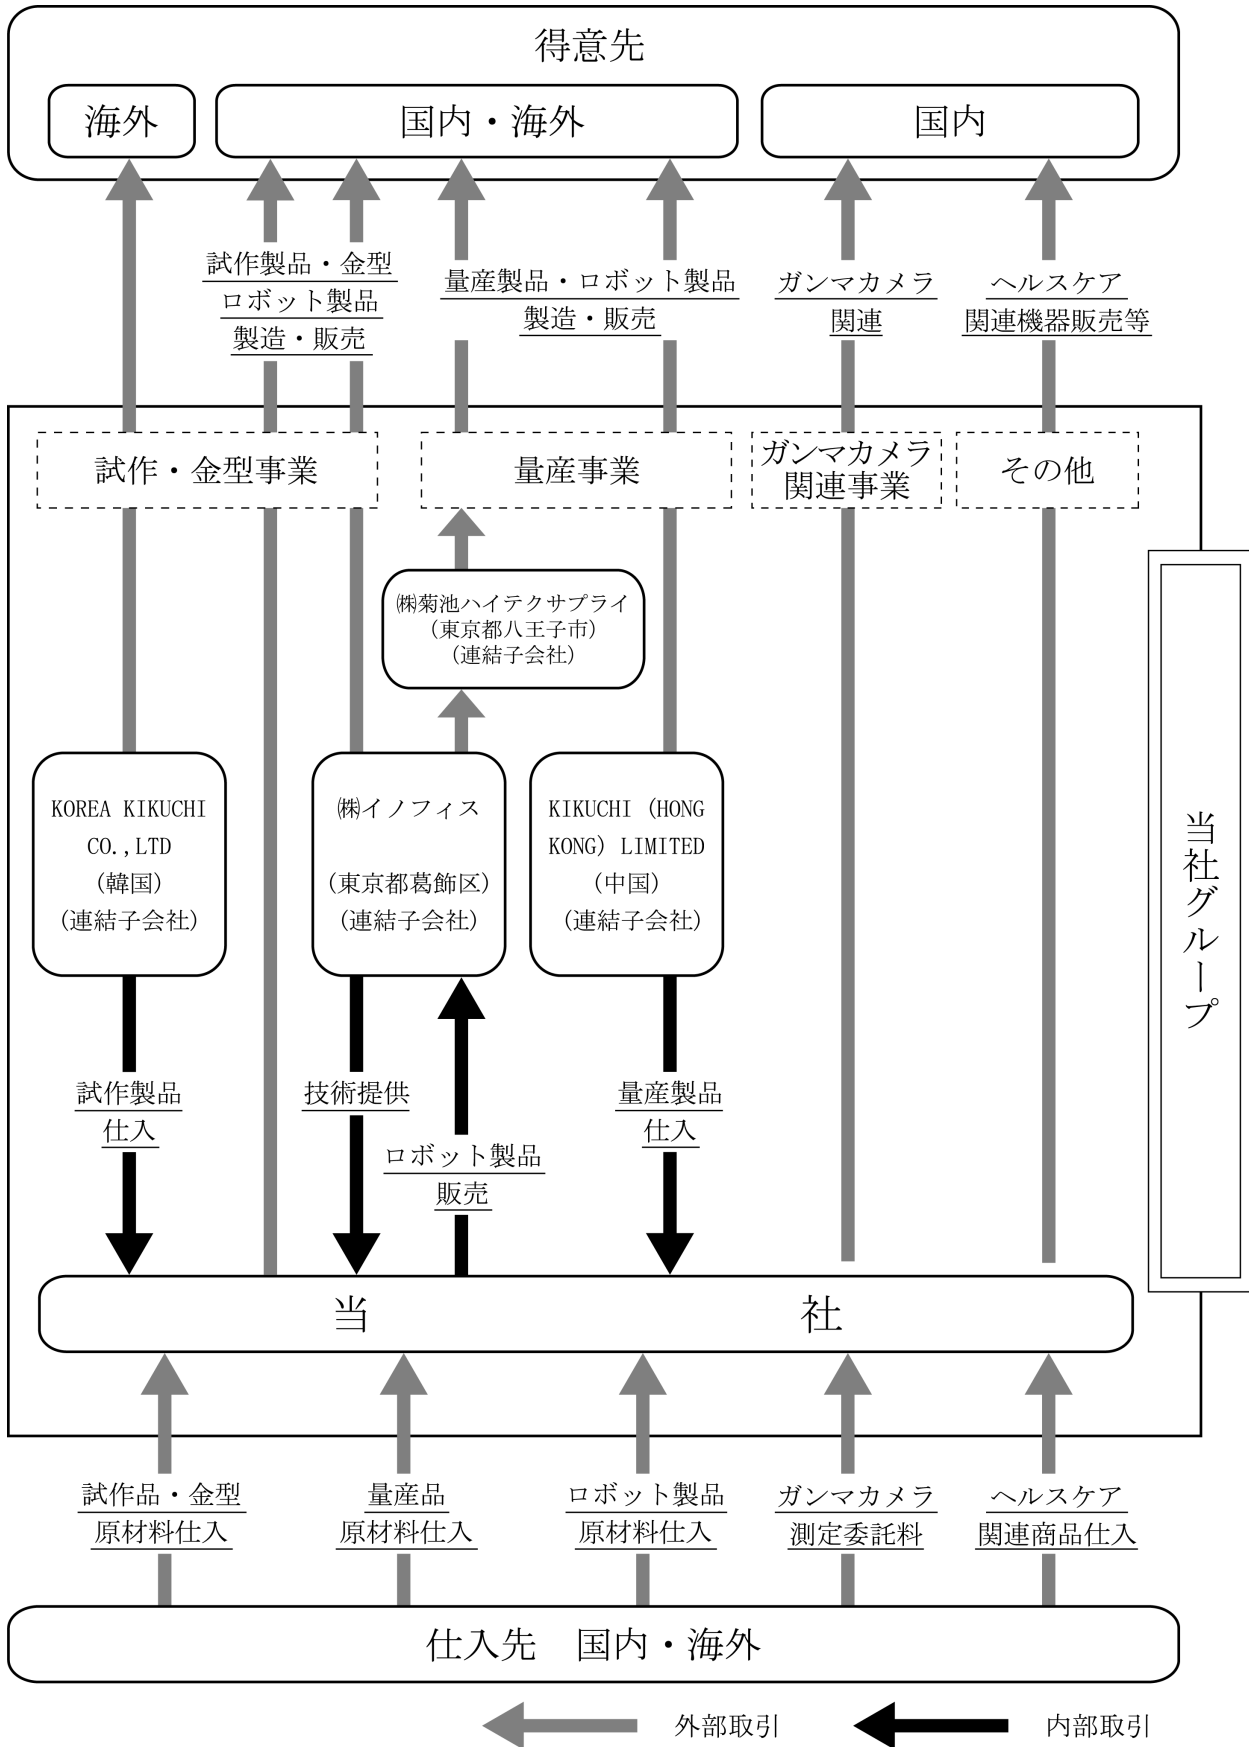 得意先
海外
国内・海外
国内
試作製品・金型
ロボット製品
製造・販売
量産製品・ロボット製品
製造・販売
ガンマカメラ
関連
ヘルスケア
関連機器販売等
試作・金型事業
量産事業
ガンマカメラ
関連事業
その他
㈱菊池ハイテクサプライ
(東京都八王子市)
(連結子会社)
KOREA KIKUCHI
CO.,LTD
(韓国)
(連結子会社)
㈱イノフィス
(東京都葛飾区)
(連結子会社)
KIKUCHI (HONG
KONG) LIMITED
(中国)
(連結子会社)
当社グループ
試作製品
仕入
技術提供
ロボット製品
販売
量産製品
仕入
当社
試作品・金型
原材料仕入
量産品
原材料仕入
ロボット製品
原材料仕入
ガンマカメラ
測定委託料
ヘルスケア
関連商品仕入
仕入先 国内・海外
外部取引
内部取引